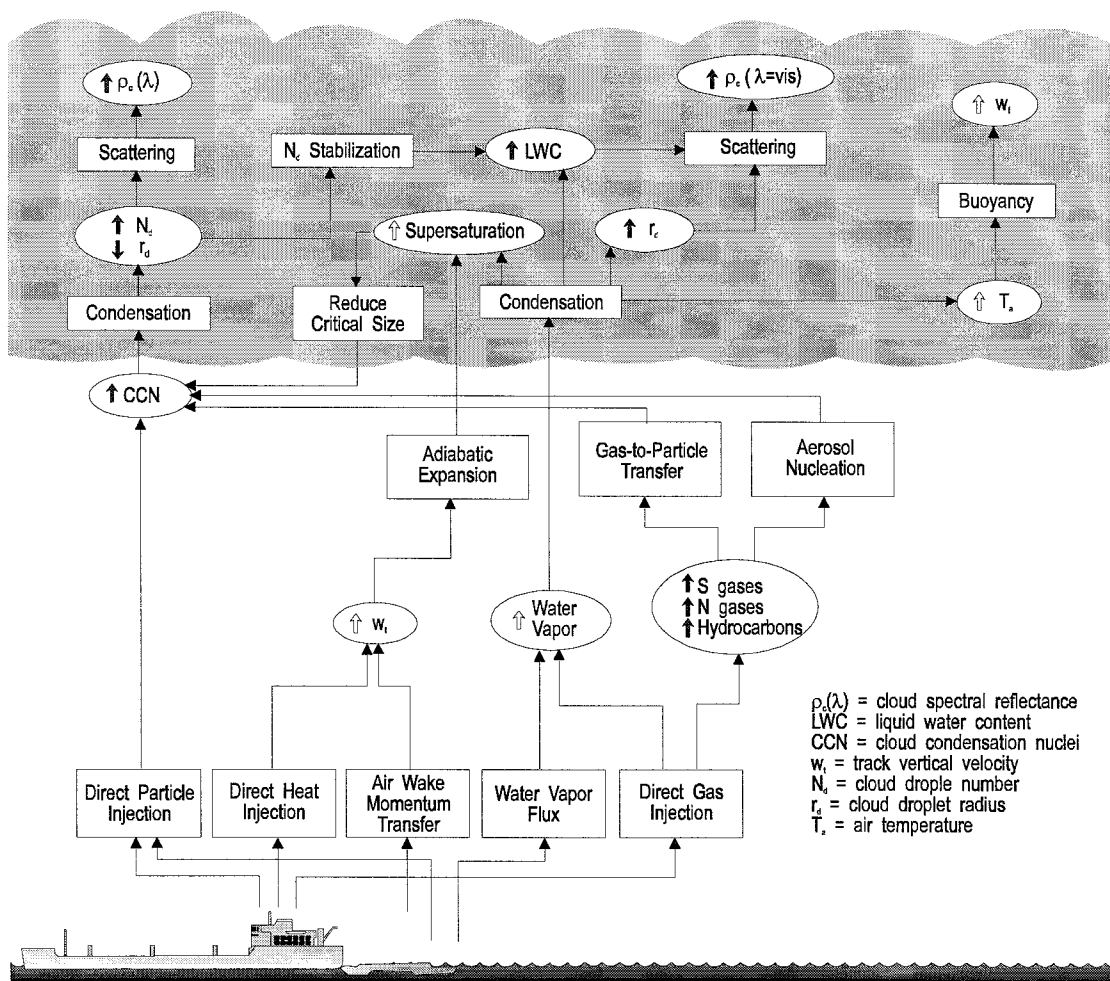 ↑ ρc(λ)
↑ ρc (λ=vis)
⇧ wt
Scattering
Nc Stabilization
↑ LWC
Scattering
Buoyancy
↑ Nd
↓ rd
⇧ Supersaturation
↑ rc
Condensation
Reduce
Critical Size
Condensation
⇧ Ta
↑ CCN
Adiabatic
Expansion
Gas-to-Particle
Transfer
Aerosol
Nucleation
⇧ wt
⇧ Water
Vapor
↑ S gases
↑ N gases
↑ Hydrocarbons
Direct Particle
Injection
Direct Heat
Injection
Air Wake
Momentum
Transfer
Water Vapor
Flux
Direct Gas
Injection
ρc(λ) = cloud spectral reflectance
LWC = liquid water content
CCN = cloud condensation nuclei
wt = track vertical velocity
Nd = cloud drople number
rd = cloud droplet radius
Ta = air temperature